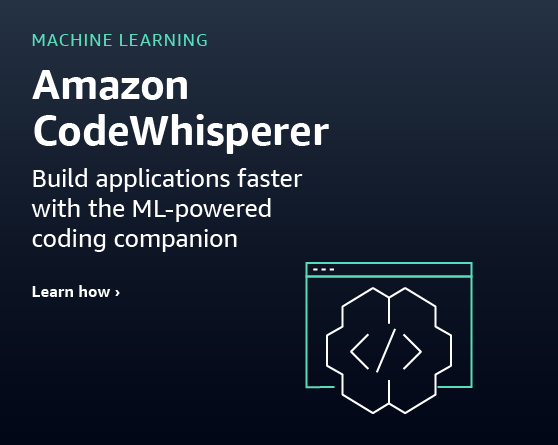 MACHINE LEARNING
Amazon
CodeWhisperer
Build applications faster
with the ML-powered
coding companion
Learn how ›